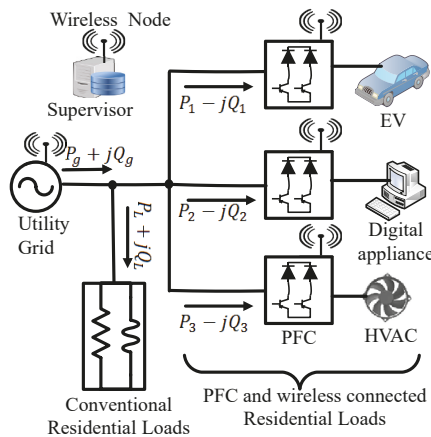 Wireless Node
Supervisor
P_1 − jQ_1
EV
P_g + jQ_g
Utility
Grid
P_L + jQ_L
P_2 − jQ_2
Digital
appliance
P_3 − jQ_3
PFC
HVAC
Conventional
Residential Loads
PFC and wireless connected
Residential Loads